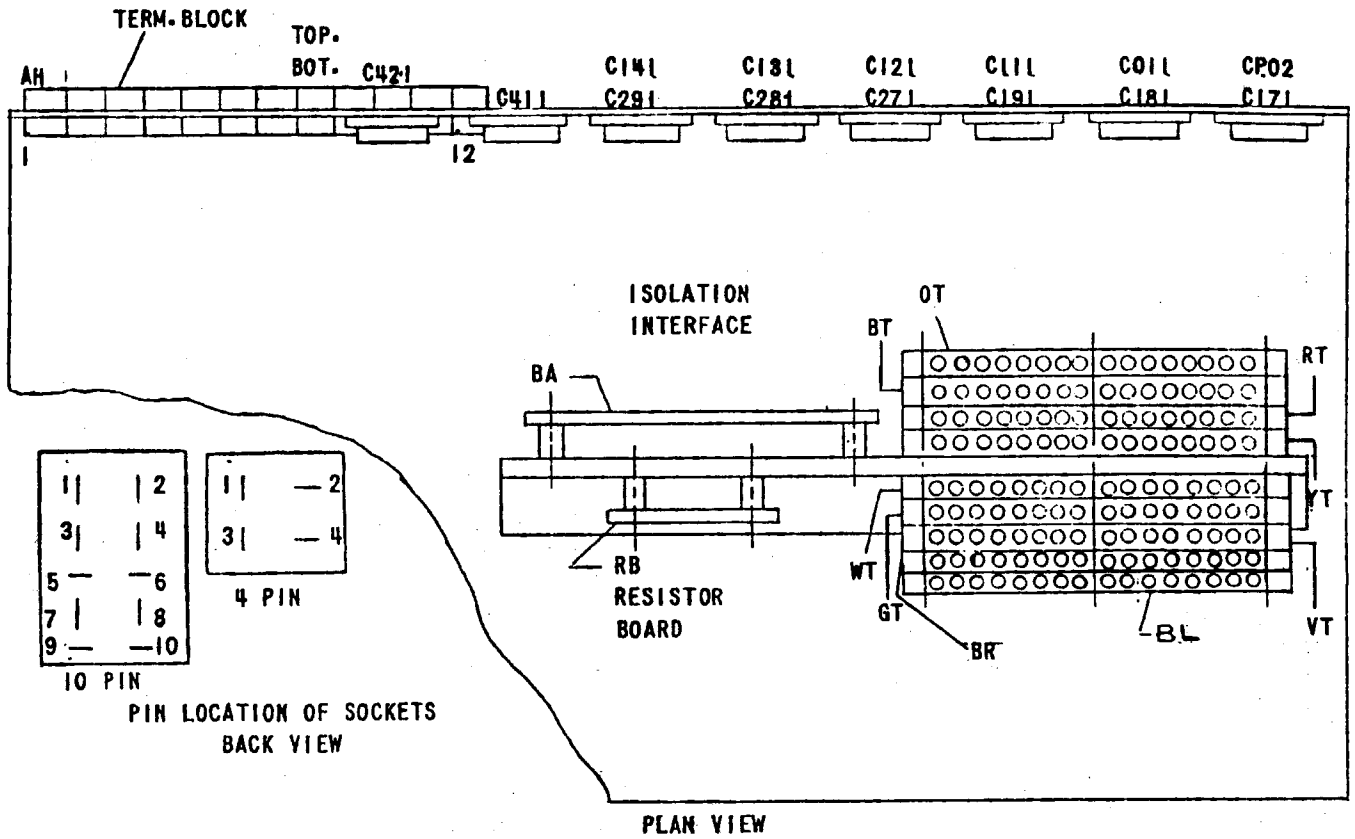 TERM. BLOCK
TOP.
BOT.
AH
C421
C411
C141
C291
C131
C281
C121
C271
C111
C191
C011
C181
CP02
C171
1
12
ISOLATION
INTERFACE
OT
BT
RT
BA
YT
WT
GT
VT
BR
BL
RB
RESISTOR
BOARD
1 2
3 4
5 6
7 8
9 10
10 PIN
1 2
3 4
4 PIN
PIN LOCATION OF SOCKETS
BACK VIEW
PLAN VIEW